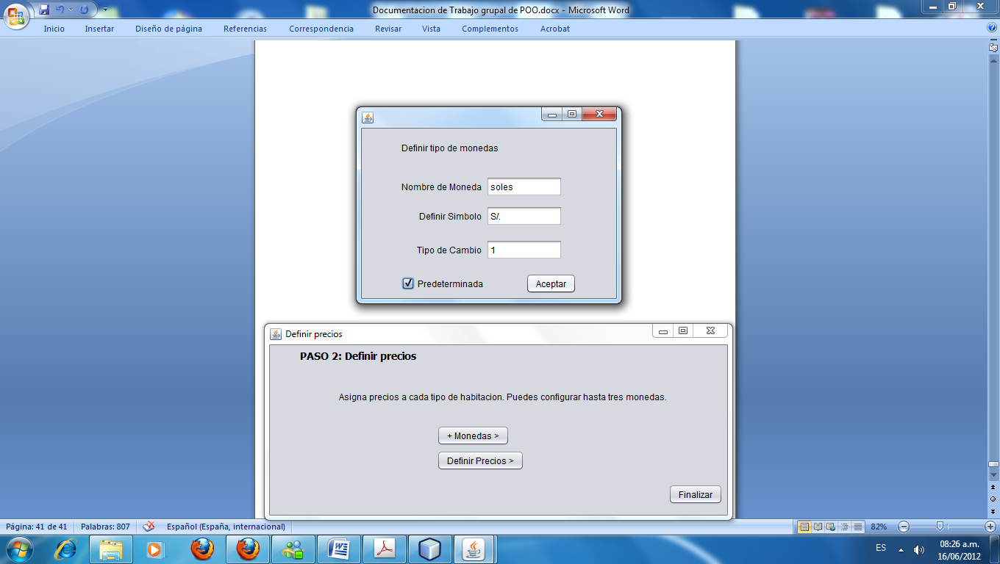 Documentacion de Trabajo grupal de POO.docx - Microsoft Word
Inicio Insertar Diseño de página Referencias Correspondencia Revisar Vista Complementos Acrobat
Definir tipo de monedas
Nombre de Moneda soles
Definir Simbolo S/.
Tipo de Cambio 1
Predeterminada Aceptar
Definir precios
PASO 2: Definir precios
Asigna precios a cada tipo de habitacion. Puedes configurar hasta tres monedas.
+ Monedas >
Definir Precios >
Finalizar
Página: 41 de 41 Palabras: 807 Español (España, internacional) 82%
ES 08:26 a.m.
16/06/2012